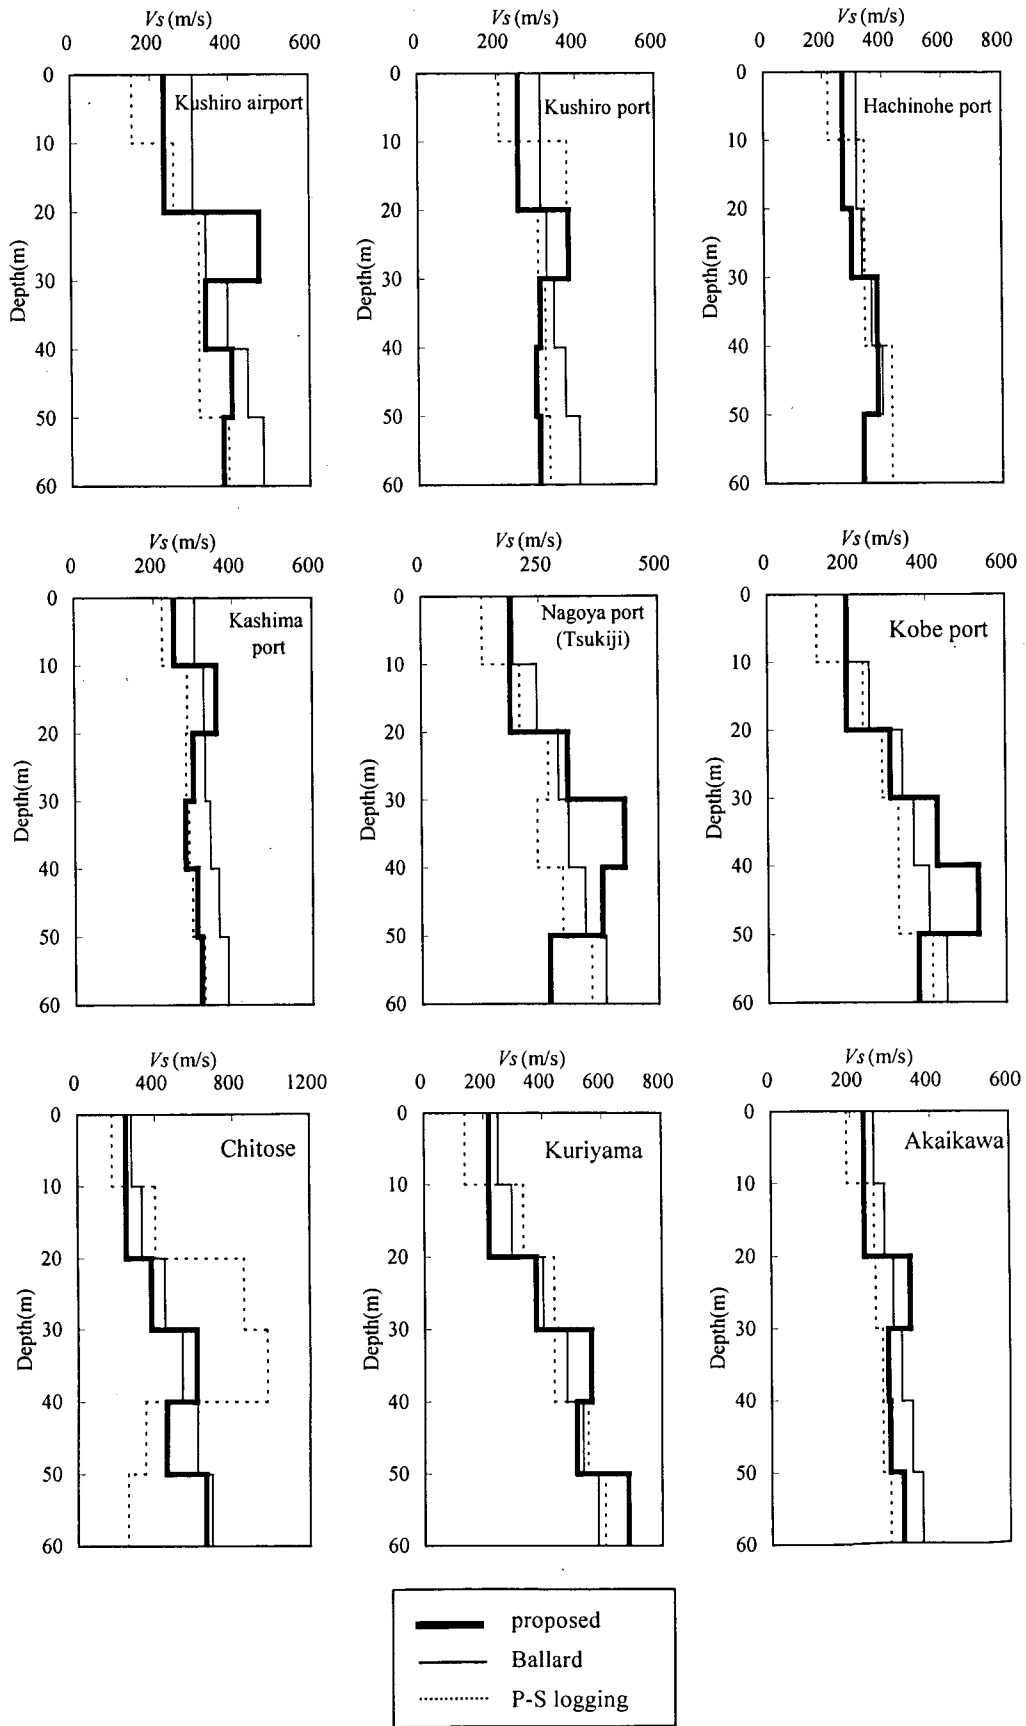 Vs (m/s)
0 200 400 600
Kushiro airport
Depth(m)
0
10
20
30
40
50
60
Vs (m/s)
0 200 400 600
Kushiro port
Depth(m)
0
10
20
30
40
50
60
Vs (m/s)
0 200 400 600 800
Hachinohe port
Depth(m)
0
10
20
30
40
50
60
Vs (m/s)
0 200 400 600
Kashima
port
Depth(m)
0
10
20
30
40
50
60
Vs (m/s)
0 250 500
Nagoya port
(Tsukiji)
Depth(m)
0
10
20
30
40
50
60
Vs (m/s)
0 200 400 600
Kobe port
Depth(m)
0
10
20
30
40
50
60
Vs (m/s)
0 400 800 1200
Chitose
Depth(m)
0
10
20
30
40
50
60
Vs (m/s)
0 200 400 600 800
Kuriyama
Depth(m)
0
10
20
30
40
50
60
Vs (m/s)
0 200 400 600
Akaikawa
Depth(m)
0
10
20
30
40
50
60
proposed
Ballard
P-S logging